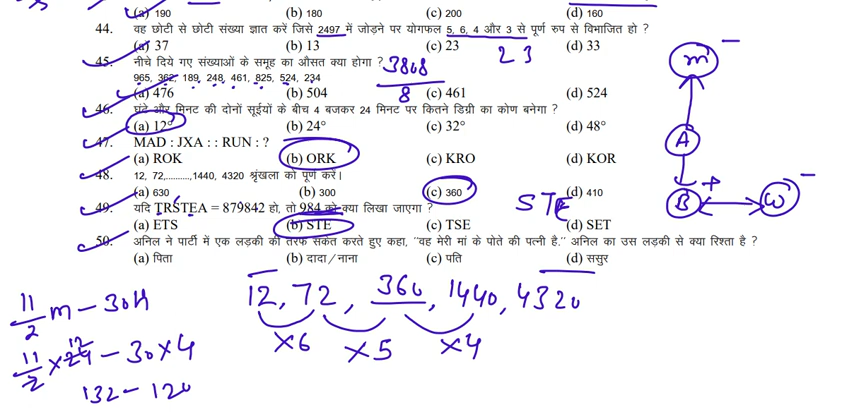 (a) 190 (b) 180 (c) 200 (d) 160
44. वह छोटी से छोटी संख्या ज्ञात करें जिसे 2497 में जोड़ने पर योगफल 5, 6, 4 और 3 से पूर्ण रुप से विभाजित हो ?
(a) 37 (b) 13 (c) 23 (d) 33
23
45. नीचे दिये गए संख्याओं के समूह का औसत क्या होगा ?
3808/8
965, 362, 189, 248, 461, 825, 524, 234
(a) 476 (b) 504 (c) 461 (d) 524
46. घंटे और मिनट की दोनों सूईयों के बीच 4 बजकर 24 मिनट पर कितने डिग्री का कोण बनेगा ?
(a) 12° (b) 24° (c) 32° (d) 48°
47. MAD : JXA : : RUN : ?
(a) ROK (b) ORK (c) KRO (d) KOR
48. 12, 72,..........,1440, 4320 श्रृंखला को पूर्ण करें।
(a) 630 (b) 300 (c) 360 (d) 410
49. यदि TRSTEA = 879842 हो, तो 984 को क्या लिखा जाएगा ?
STE
(a) ETS (b) STE (c) TSE (d) SET
50. अनिल ने पार्टी में एक लड़की की तरफ संकेत करते हुए कहा, "वह मेरी मां के पोते की पत्नी है." अनिल का उस लड़की से क्या रिश्ता है ?
(a) पिता (b) दादा/नाना (c) पति (d) ससुर
m -
A
B + W -
12, 72, 360, 1440, 4320
×6 ×5 ×4
11/2 m - 30H
11/2 × 24 - 30 × 4
12
132 - 120